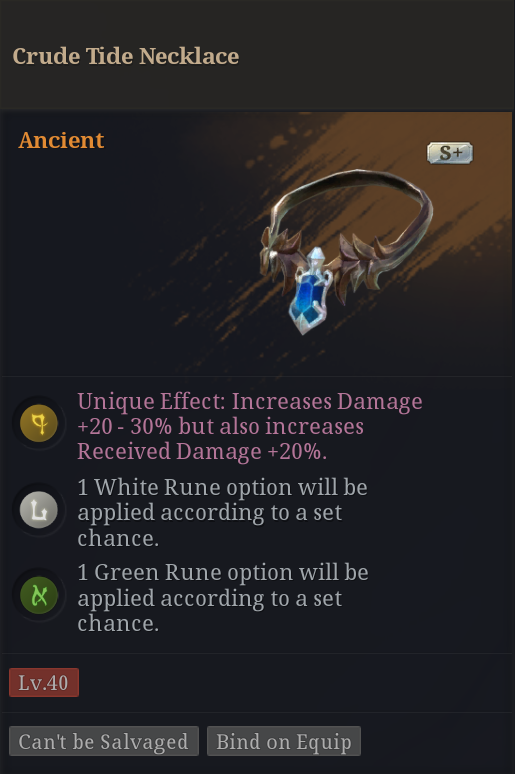 Crude Tide Necklace
Ancient
S+
Unique Effect: Increases Damage
+20 - 30% but also increases
Received Damage +20%.
1 White Rune option will be
applied according to a set
chance.
1 Green Rune option will be
applied according to a set
chance.
Lv.40
Can't be Salvaged
Bind on Equip